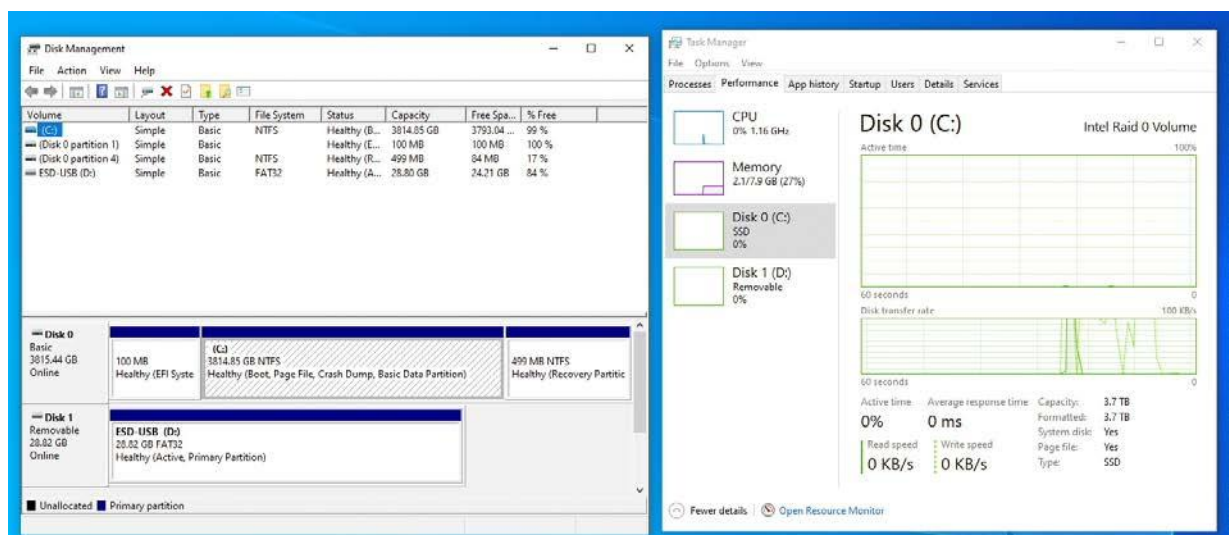 Disk Management
File Action View Help
Volume Layout Type File System Status Capacity Free Spa... % Free
(C:) Simple Basic NTFS Healthy (B... 3814.85 GB 3793.04 ... 99 %
(Disk 0 partition 1) Simple Basic Healthy (E... 100 MB 100 MB 100 %
(Disk 0 partition 4) Simple Basic NTFS Healthy (R... 499 MB 84 MB 17 %
ESD-USB (D:) Simple Basic FAT32 Healthy (A... 28.80 GB 24.21 GB 84 %
Disk 0
Basic
3815.44 GB
Online
100 MB
Healthy (EFI Syste
(C:)
3814.85 GB NTFS
Healthy (Boot, Page File, Crash Dump, Basic Data Partition)
499 MB NTFS
Healthy (Recovery Partitic
Disk 1
Removable
28.82 GB
Online
ESD-USB (D:)
28.82 GB FAT32
Healthy (Active, Primary Partition)
Unallocated Primary partition
Task Manager
File Options View
Processes Performance App history Startup Users Details Services
CPU
0% 1.16 GHz
Memory
2.1/7.9 GB (27%)
Disk 0 (C:)
SSD
0%
Disk 1 (D:)
Removable
0%
Disk 0 (C:) Intel Raid 0 Volume
Active time 100%
60 seconds 0
Disk transfer rate 100 KB/s
60 seconds 0
Active time Average response time
0% 0 ms
Read speed Write speed
0 KB/s 0 KB/s
Capacity: 3.7 TB
Formatted: 3.7 TB
System disk: Yes
Page file: Yes
Type: SSD
Fewer details Open Resource Monitor